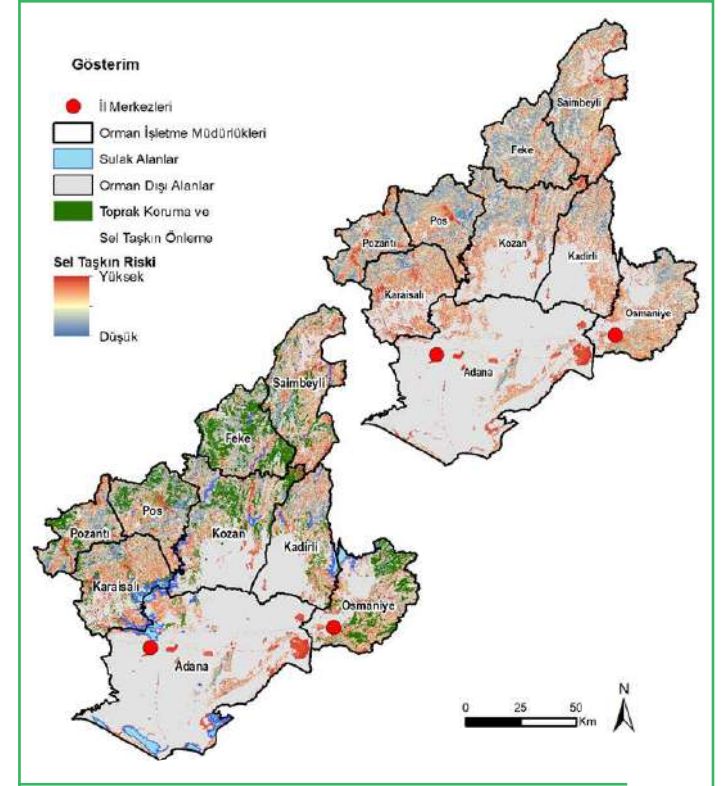 Gösterim
İl Merkezleri
Orman İşletme Müdürlükleri
Sulak Alanlar
Orman Dışı Alanlar
Toprak Koruma ve
Sel Taşkın Önleme
Sel Taşkın Riski
Yüksek
Düşük
Saimbeyli
Feke
Pos
Pozantı
Kozan
Kadirli
Karaisalı
Osmaniye
Adana
Saimbeyli
Feke
Pos
Pozantı
Kozan
Kadirli
Karaisalı
Osmaniye
Adana
N
0 25 50
Km